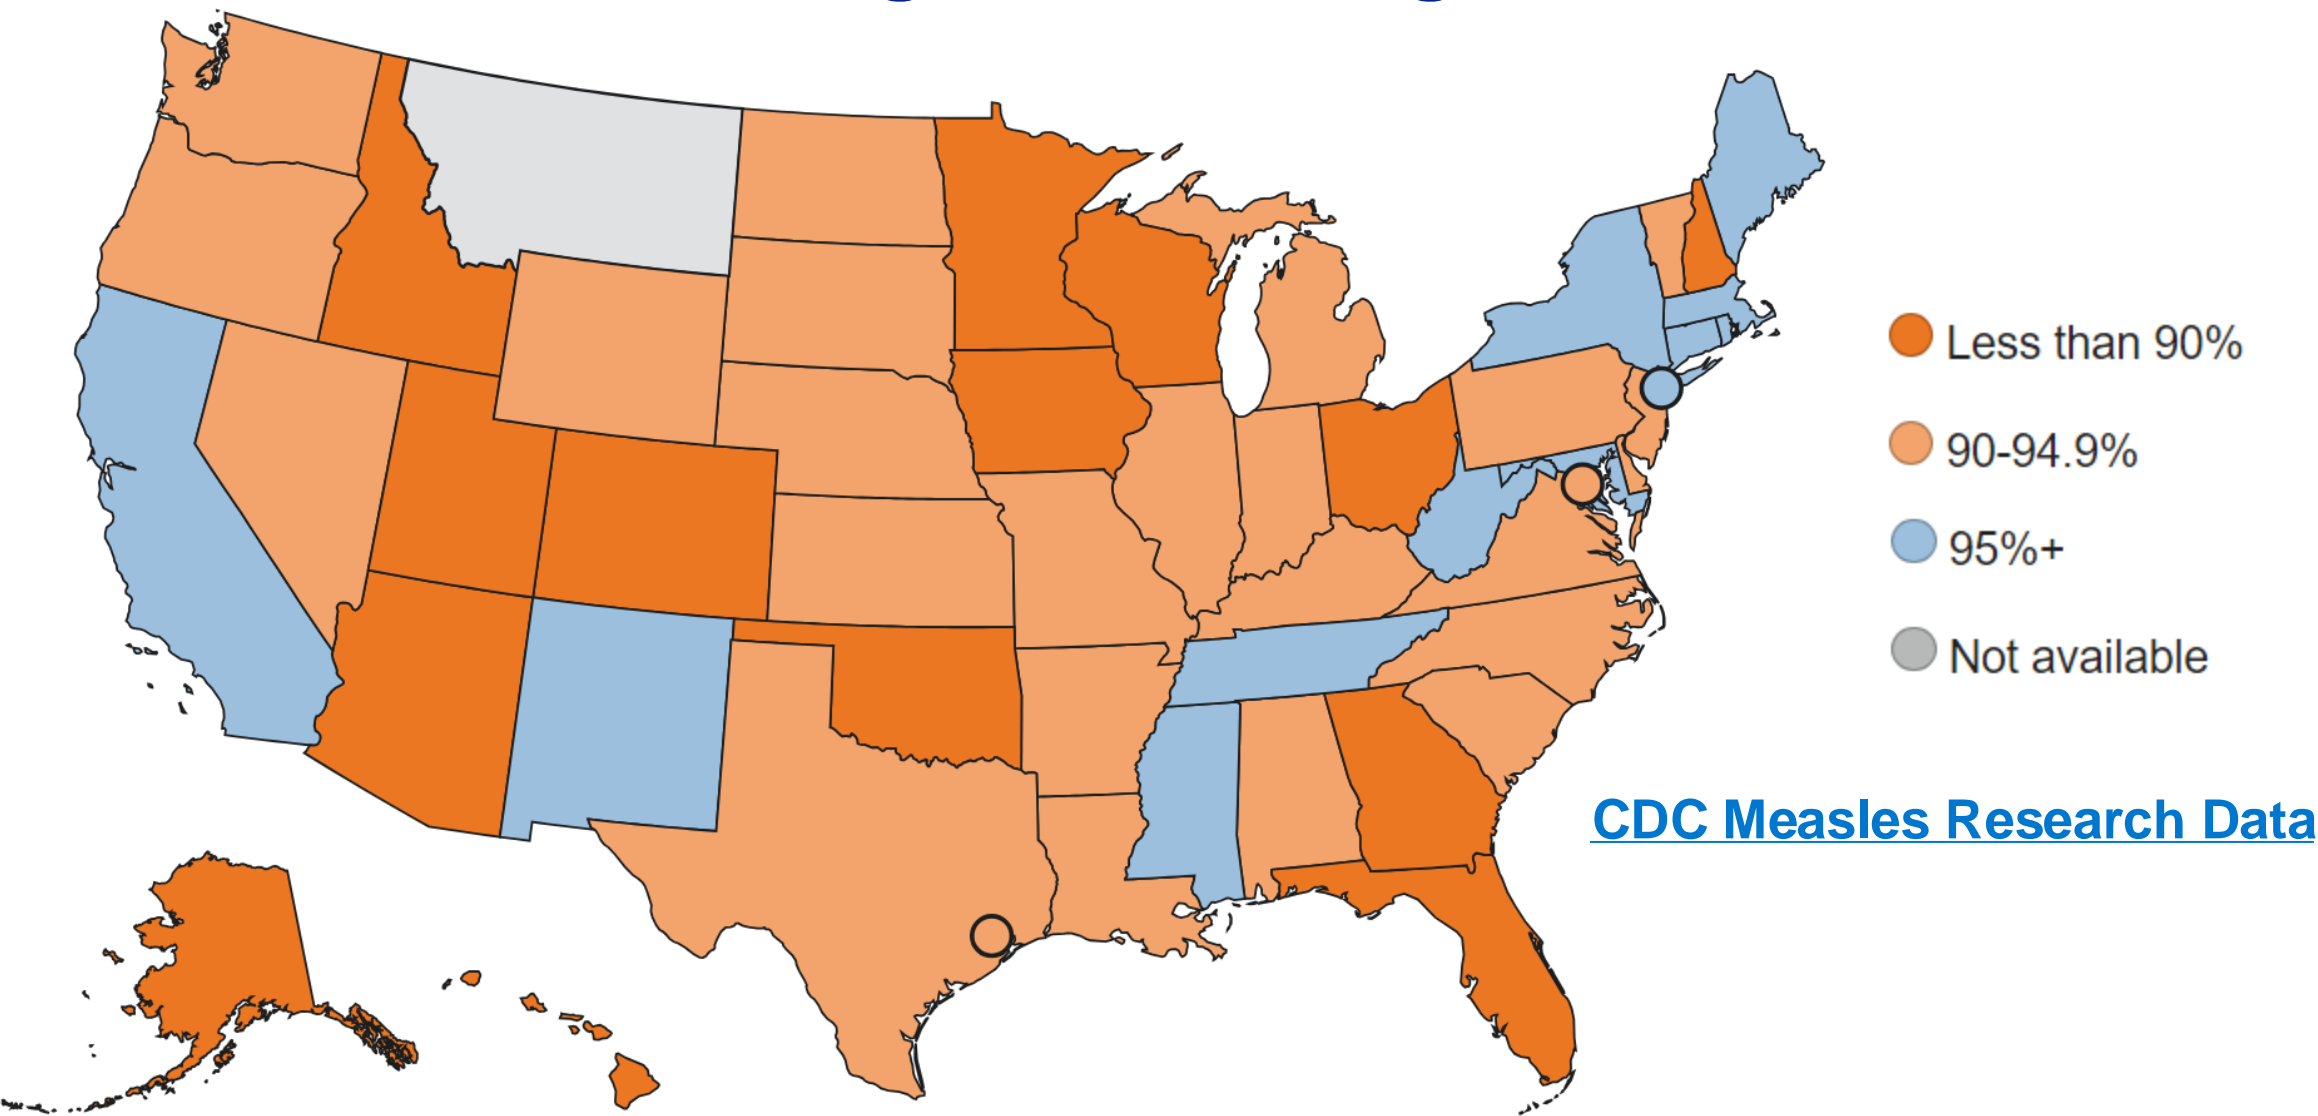 Less than 90%
90-94.9%
95%+
Not available
CDC Measles Research Data